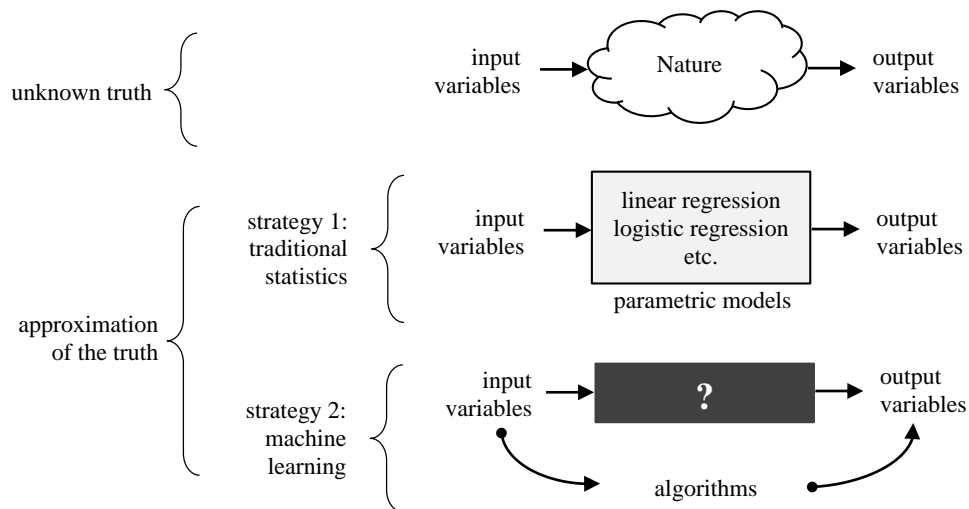 unknown truth
input
variables
Nature
output
variables
approximation
of the truth
strategy 1:
traditional
statistics
input
variables
linear regression
logistic regression
etc.
parametric models
output
variables
strategy 2:
machine
learning
input
variables
?
output
variables
algorithms